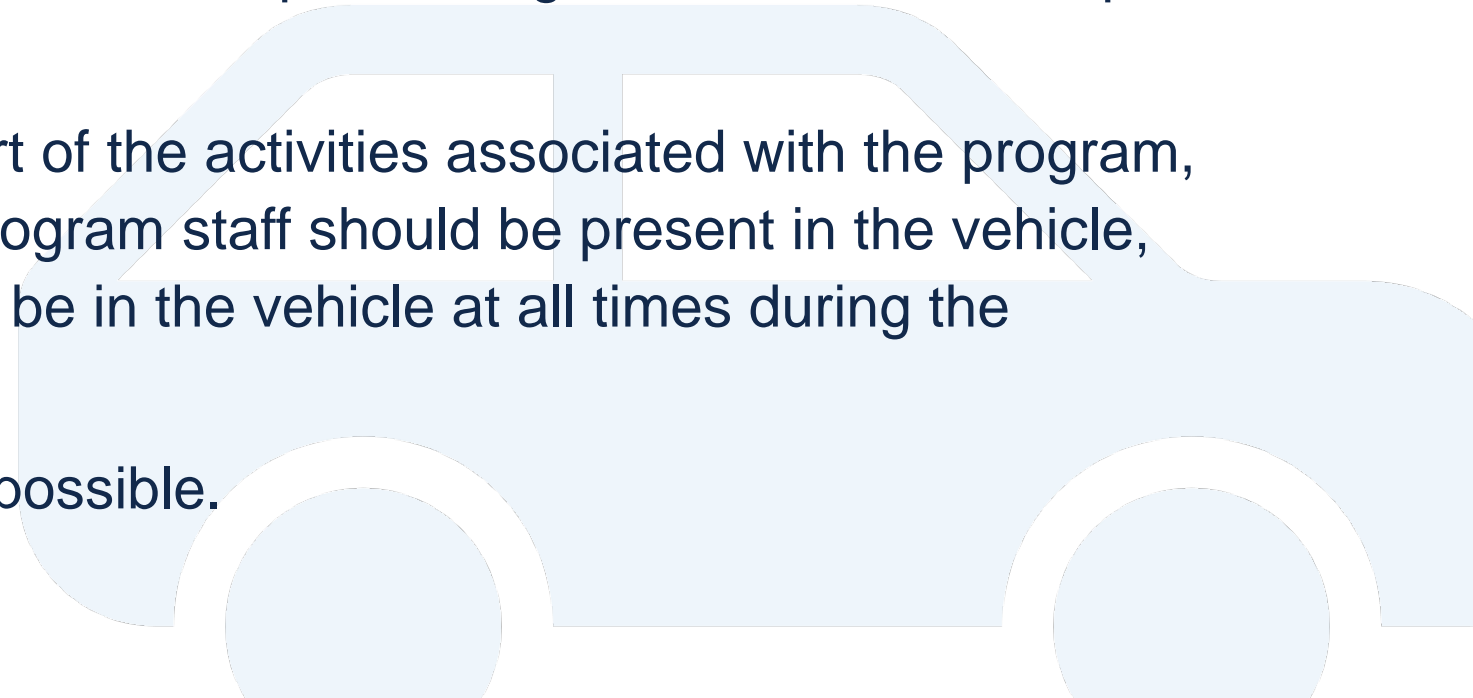 rt of the activities associated with the program,
ogram staff should be present in the vehicle,
be in the vehicle at all times during the
possible.